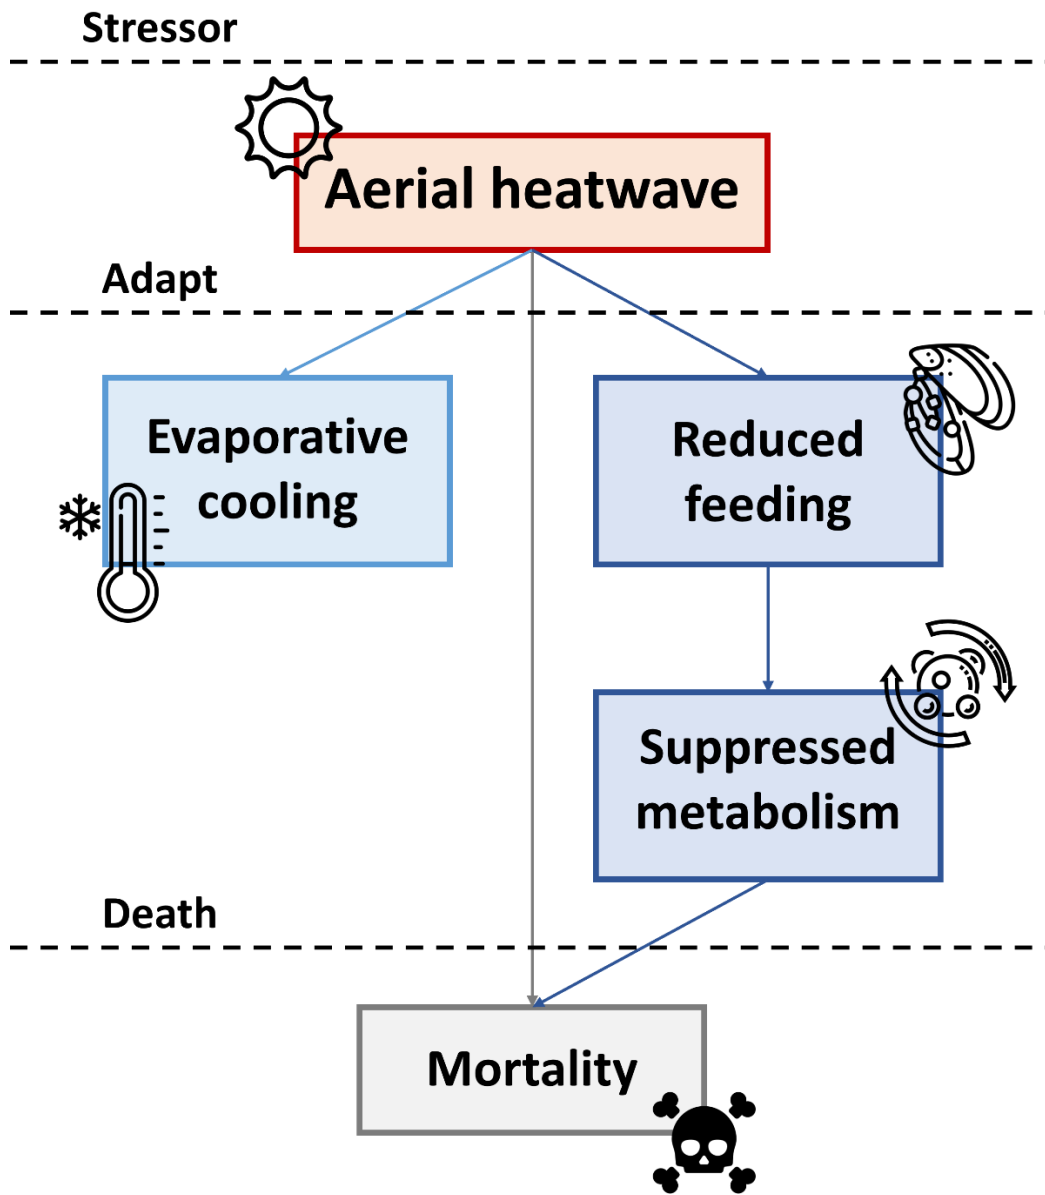 Stressor
Aerial heatwave
Adapt
Evaporative
cooling
Reduced
feeding
Suppressed
metabolism
Death
Mortality